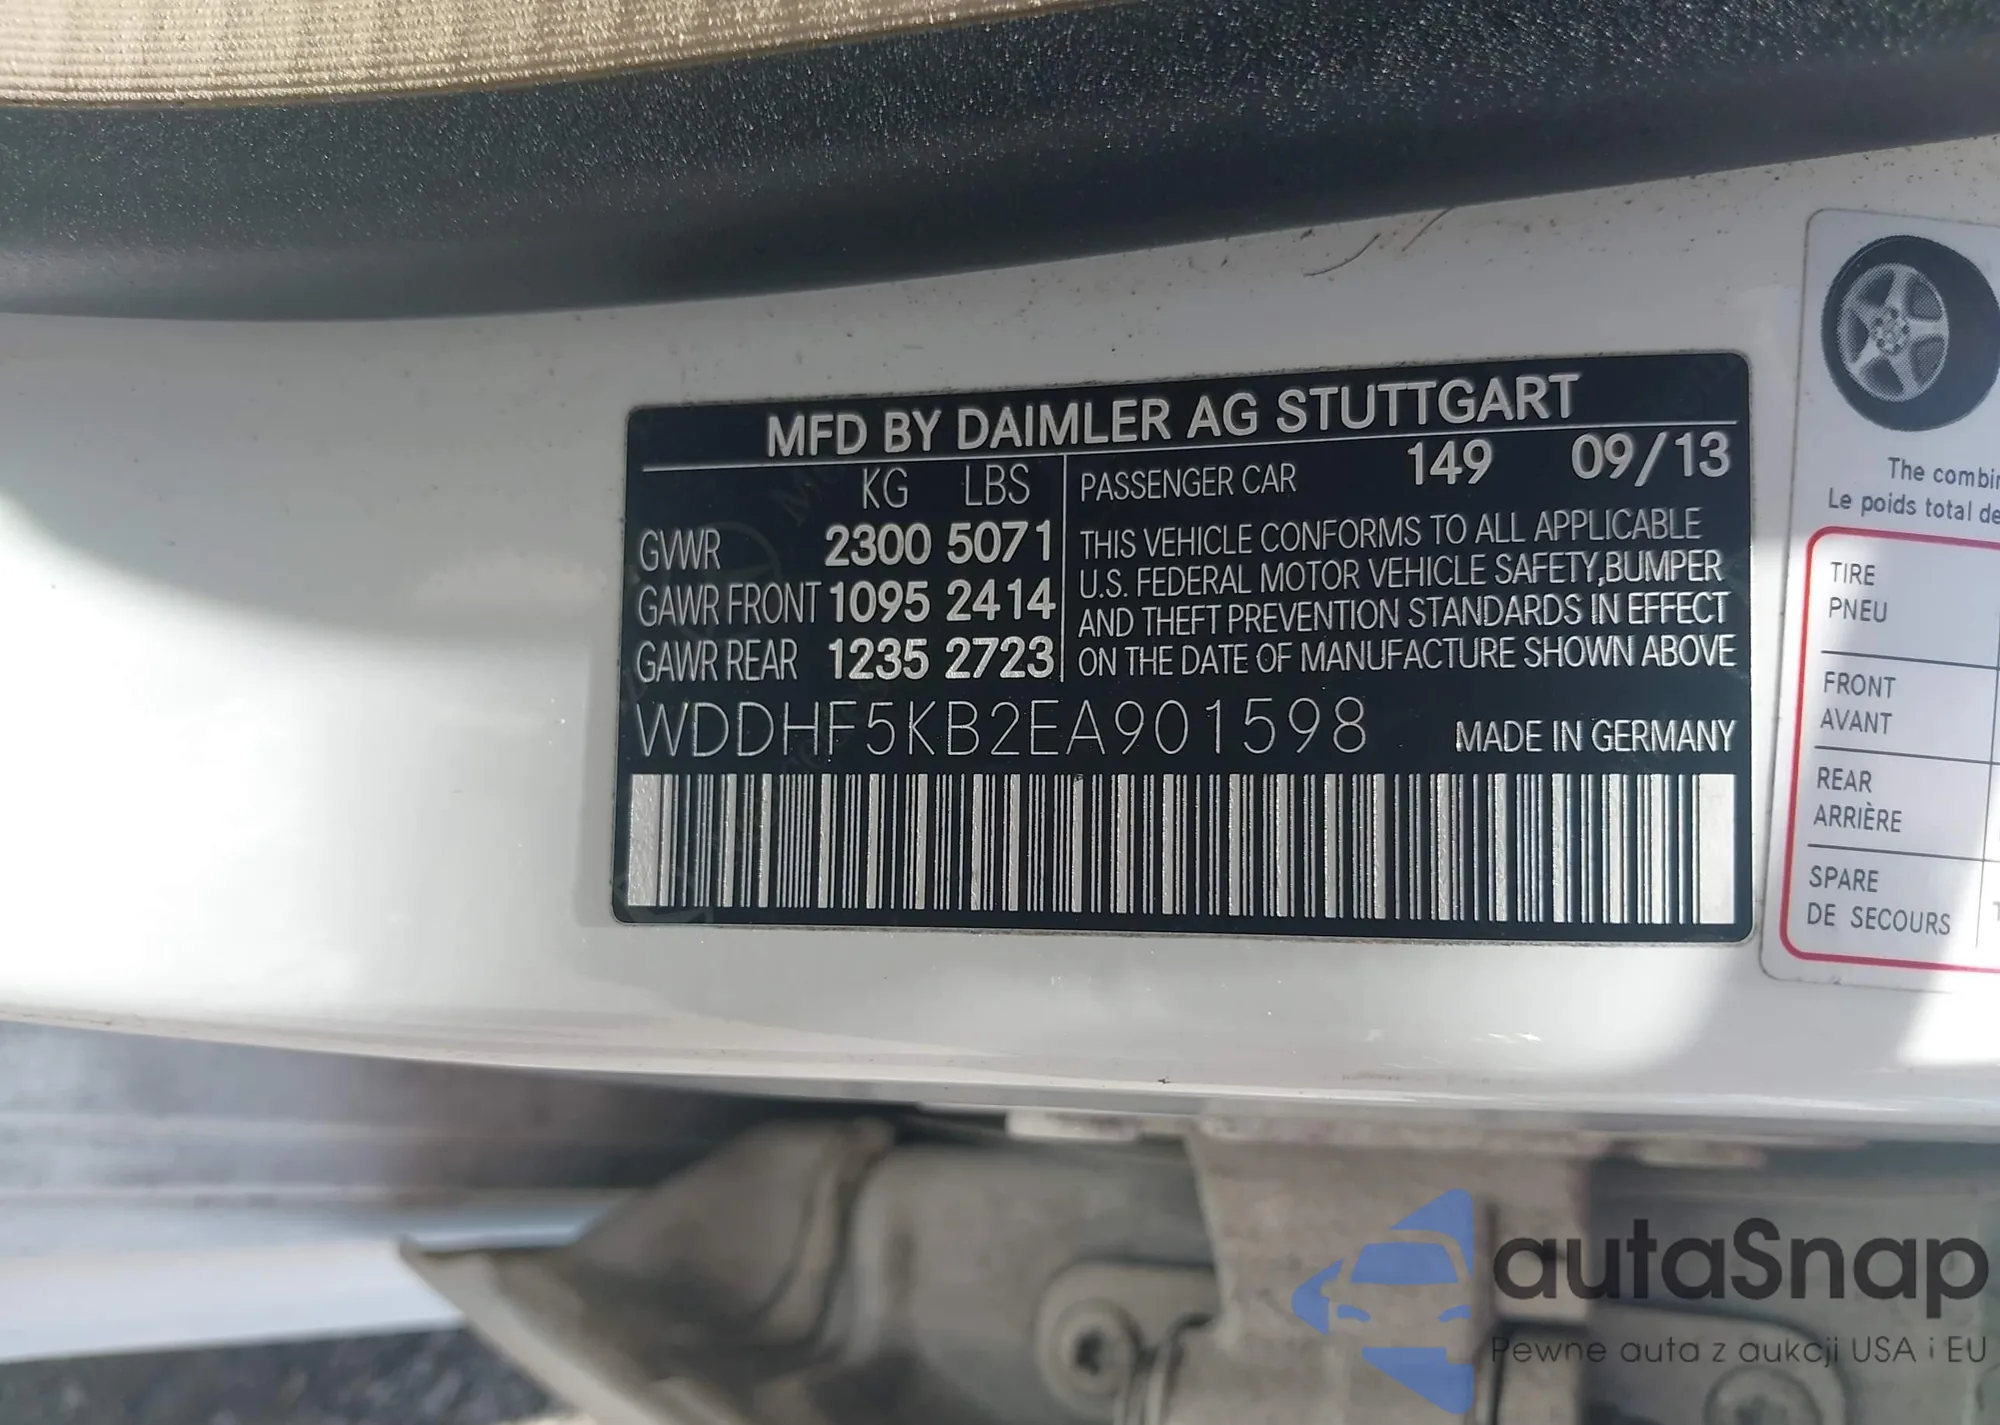 MFD BY DAIMLER AG STUTTGART
KG LBS
GVWR 2300 5071
GAWR FRONT 1095 2414
GAWR REAR 1235 2723
PASSENGER CAR 149 09/13
THIS VEHICLE CONFORMS TO ALL APPLICABLE
U.S. FEDERAL MOTOR VEHICLE SAFETY,BUMPER
AND THEFT PREVENTION STANDARDS IN EFFECT
ON THE DATE OF MANUFACTURE SHOWN ABOVE
WDDHF5KB2EA901598 MADE IN GERMANY
The combin
Le poids total de
TIRE
PNEU
FRONT
AVANT
REAR
ARRIÈRE
SPARE
DE SECOURS
autaSnap
Pewne auta z aukcji USA i EU